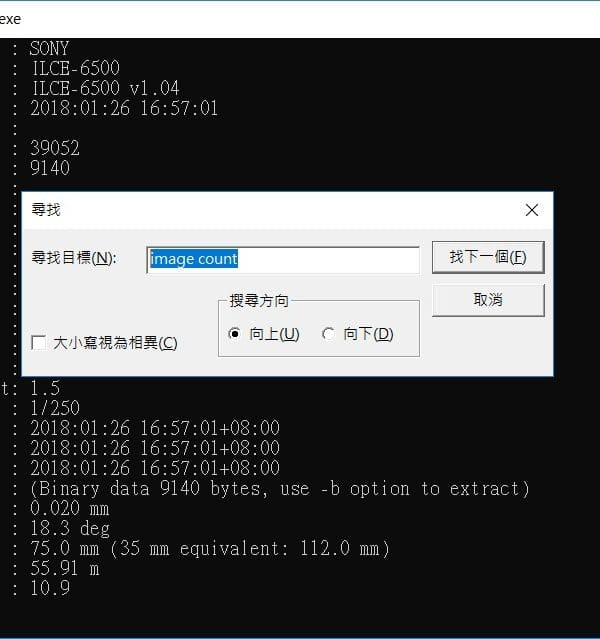 exe
: SONY
: ILCE-6500
: ILCE-6500 v1.04
: 2018:01:26 16:57:01
:
: 39052
: 9140
尋找
尋找目標(N):
image count
找下一個(F)
取消
搜尋方向
向上(U)
向下(D)
大小寫視為相異(C)
t: 1.5
: 1/250
: 2018:01:26 16:57:01+08:00
: 2018:01:26 16:57:01+08:00
: 2018:01:26 16:57:01+08:00
: (Binary data 9140 bytes, use -b option to extract)
: 0.020 mm
: 18.3 deg
: 75.0 mm (35 mm equivalent: 112.0 mm)
: 55.91 m
: 10.9